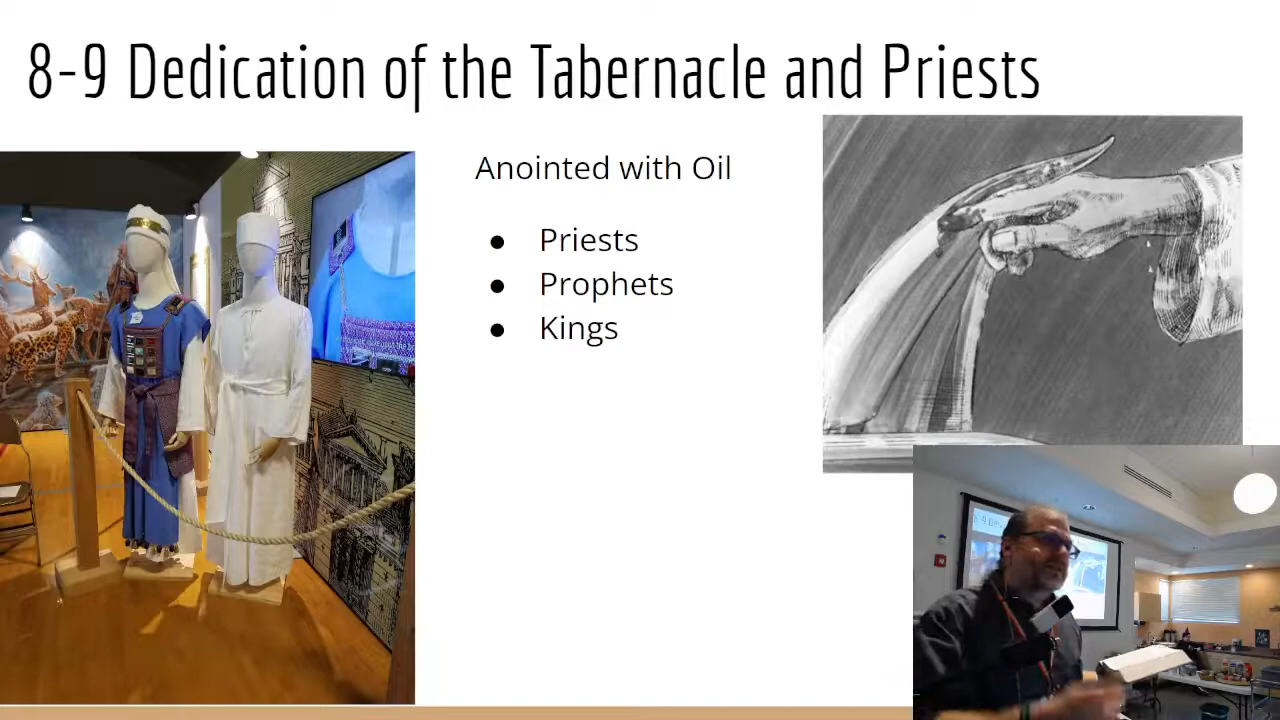 8-9 Dedication of the Tabernacle and Priests
Anointed with Oil
● Priests
● Prophets
● Kings